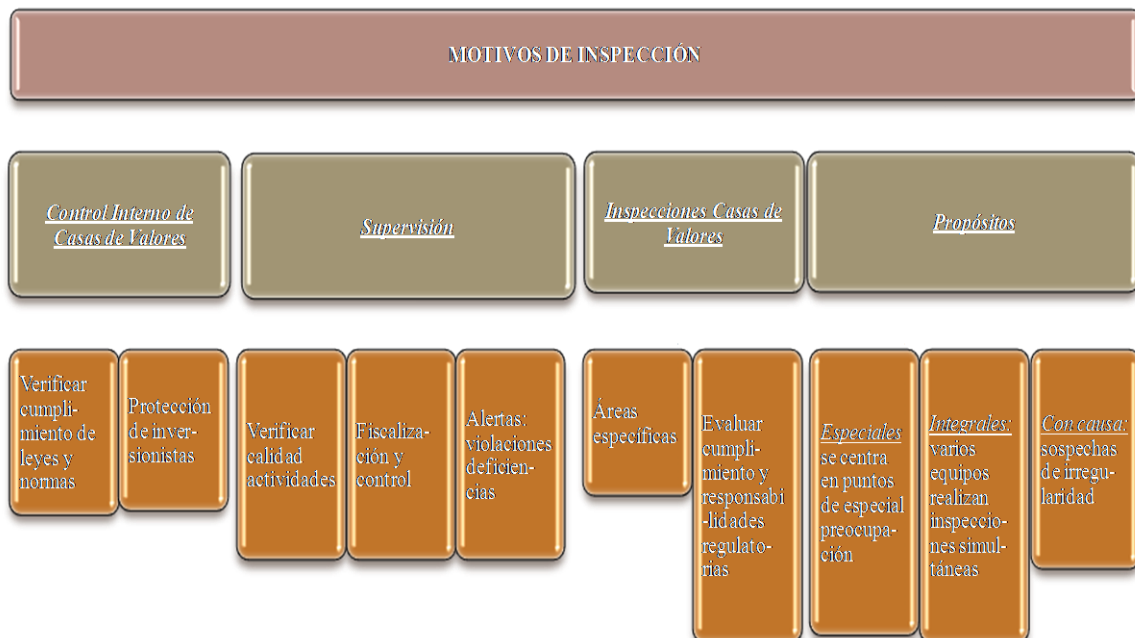 MOTIVOS DE INSPECCIÓN
Control Interno de
Casas de Valores
Supervisión
Inspecciones Casas de
Valores
Propósitos
Verificar
cumpli-
miento de
leyes y
normas
Protección
de inver-
sionistas
Verificar
calidad
actividades
Fiscaliza-
ción y
control
Alertas:
violaciones
deficien-
cias
Áreas
específicas
Evaluar
cumpli-
miento y
responsabi
-lidades
regulato-
rias
Especiales
se centra
en puntos
de especial
preocupa-
ción
Integrales:
varios
equipos
realizan
inspeccio-
nes simul-
táneas
Con causa:
sospechas
de irregu-
laridad